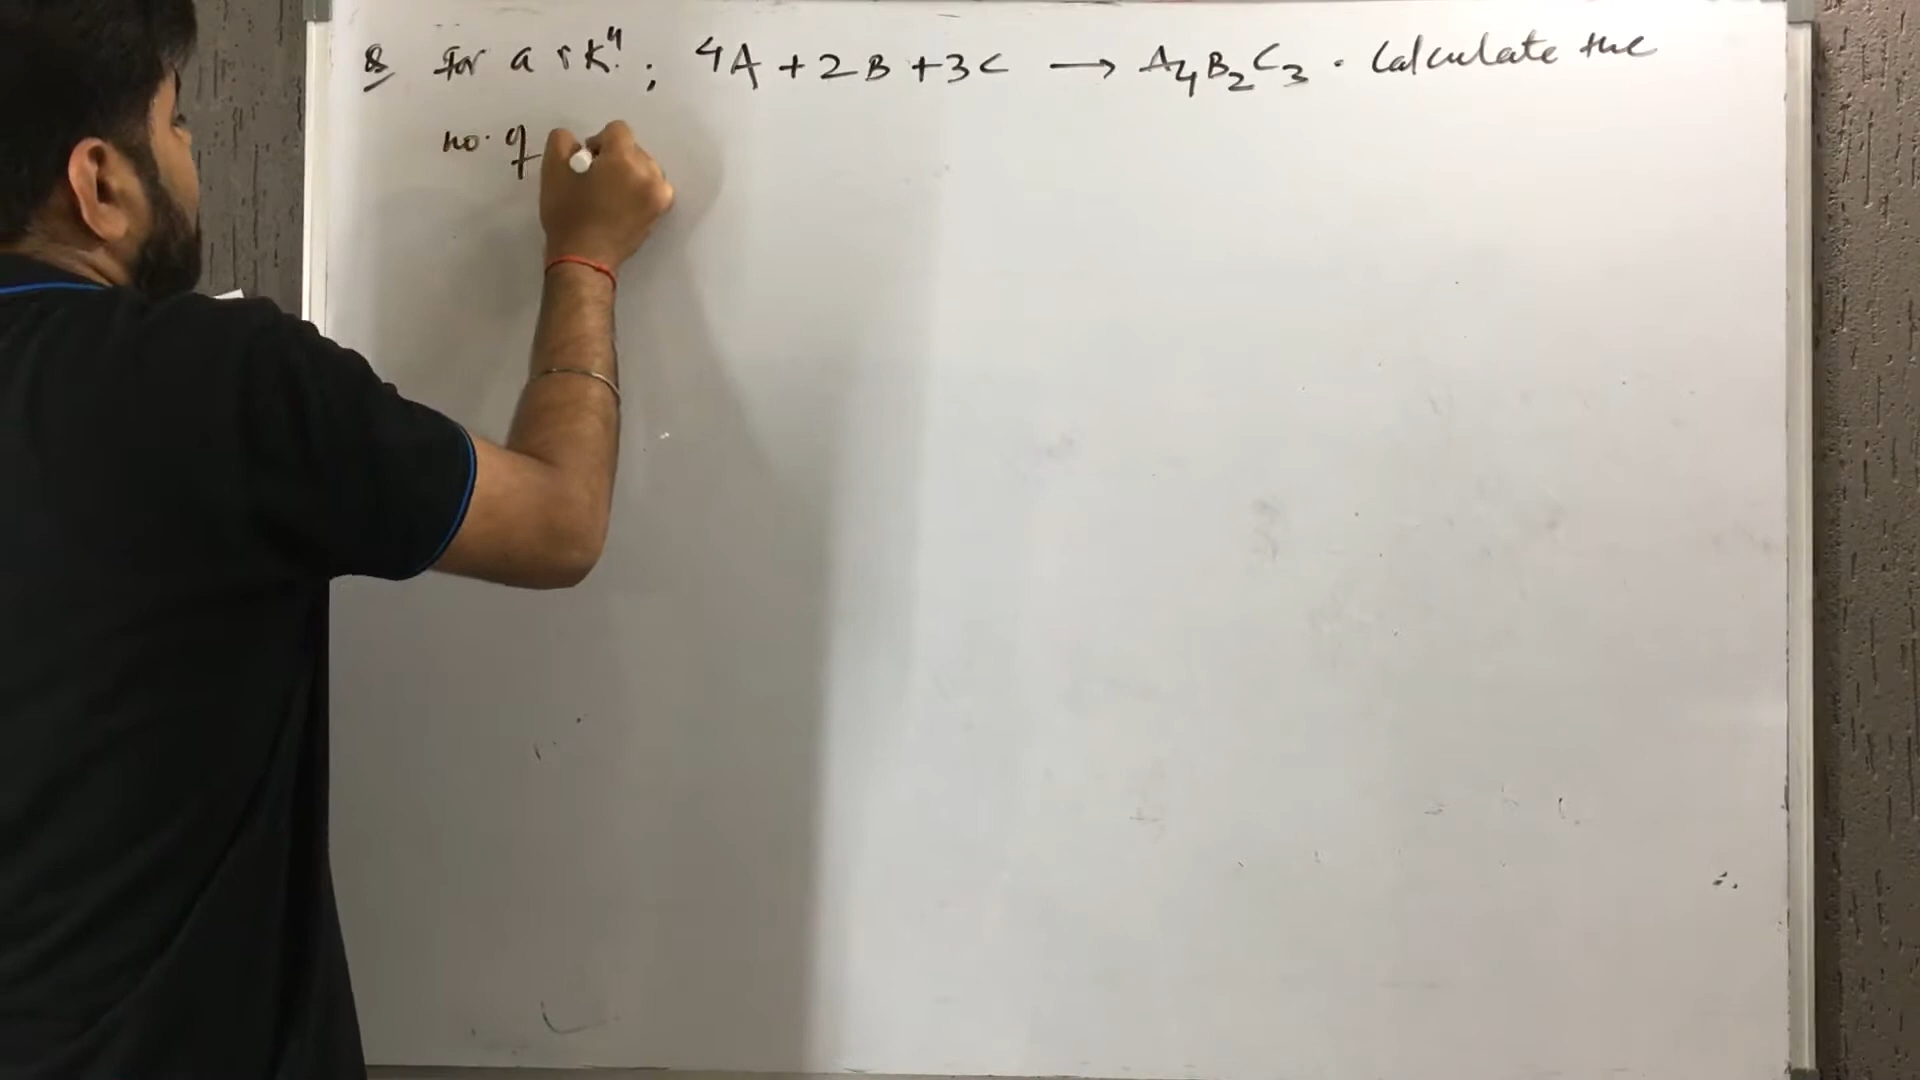 Q For a rxn. ; 4A + 2B + 3C → A4B2C3 . Calculate the
no. of